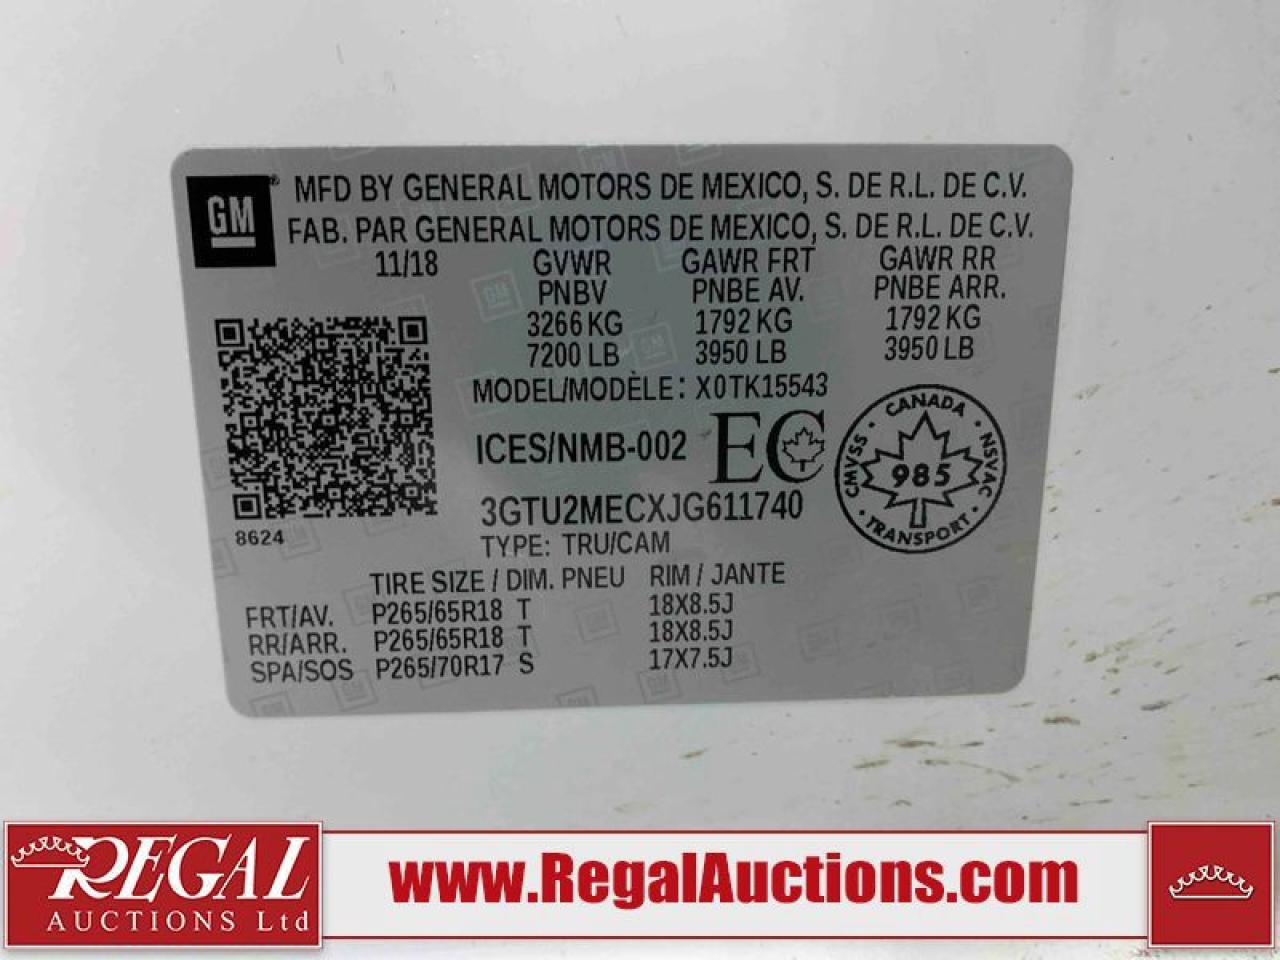 GM®
MFD BY GENERAL MOTORS DE MEXICO, S. DE R.L. DE C.V.
FAB. PAR GENERAL MOTORS DE MEXICO, S. DE R.L. DE C.V.
11/18 GVWR GAWR FRT GAWR RR
PNBV PNBE AV. PNBE ARR.
3266 KG 1792 KG 1792 KG
7200 LB 3950 LB 3950 LB
MODEL/MODÈLE: X0TK15543
ICES/NMB-002 EC
CANADA
CMVSS 985 NSVAC
TRANSPORT
3GTU2MECXJG611740
8624
TYPE: TRU/CAM
TIRE SIZE / DIM. PNEU RIM / JANTE
FRT/AV. P265/65R18 T 18X8.5J
RR/ARR. P265/65R18 T 18X8.5J
SPA/SOS P265/70R17 S 17X7.5J
REGAL
AUCTIONS Ltd
www.RegalAuctions.com